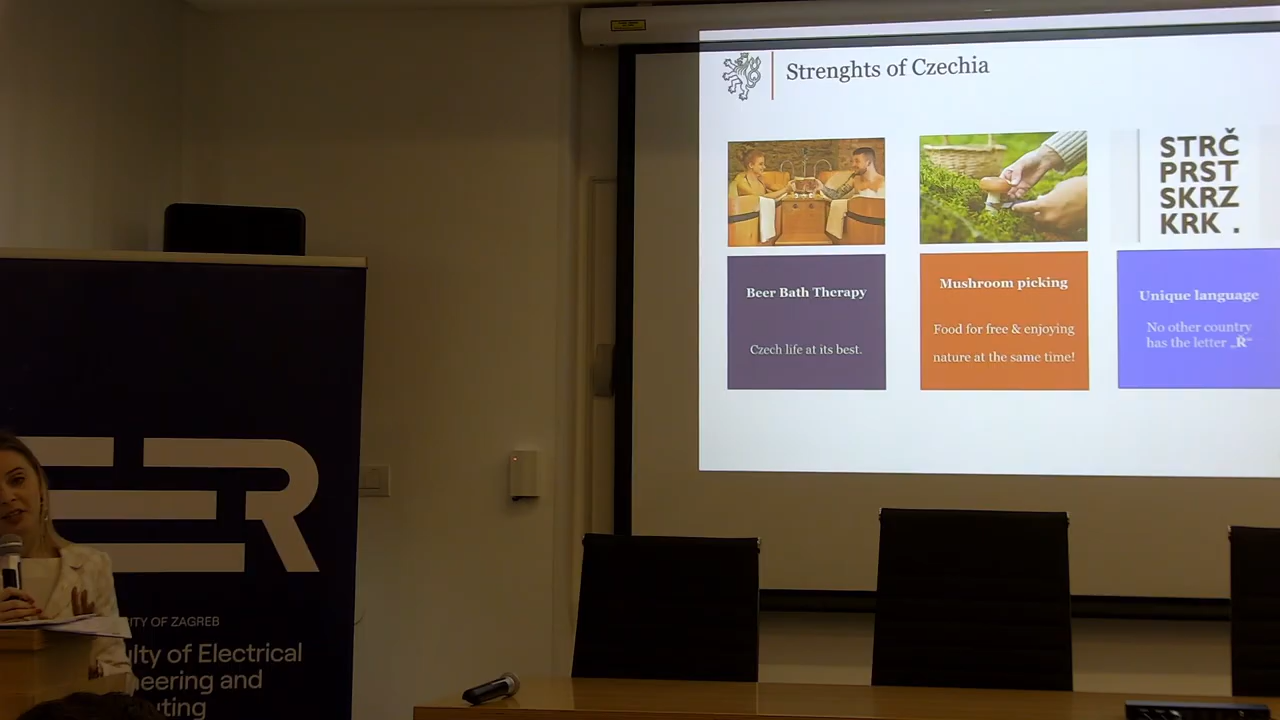 Strenghts of Czechia
STRČ
PRST
SKRZ
KRK .
Beer Bath Therapy
Czech life at its best.
Mushroom picking
Food for free & enjoying
nature at the same time!
Unique language
No other country
has the letter „Ř“
ER
ITY OF ZAGREB
lty of Electrical
neering and
uting